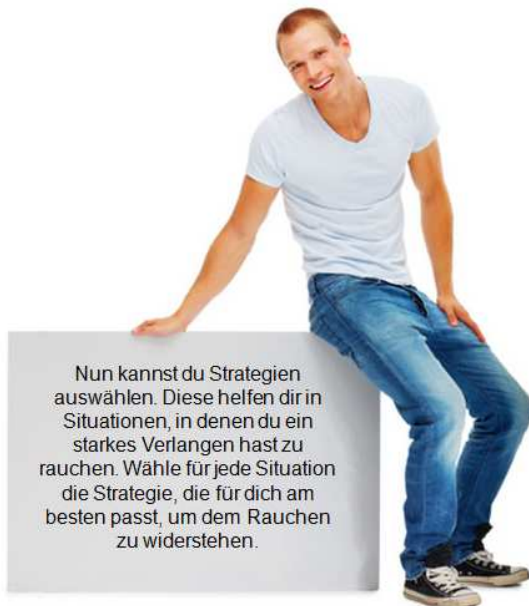 Nun kannst du Strategien
auswählen. Diese helfen dir in
Situationen, in denen du ein
starkes Verlangen hast zu
rauchen. Wähle für jede Situation
die Strategie, die für dich am
besten passt, um dem Rauchen
zu widerstehen.